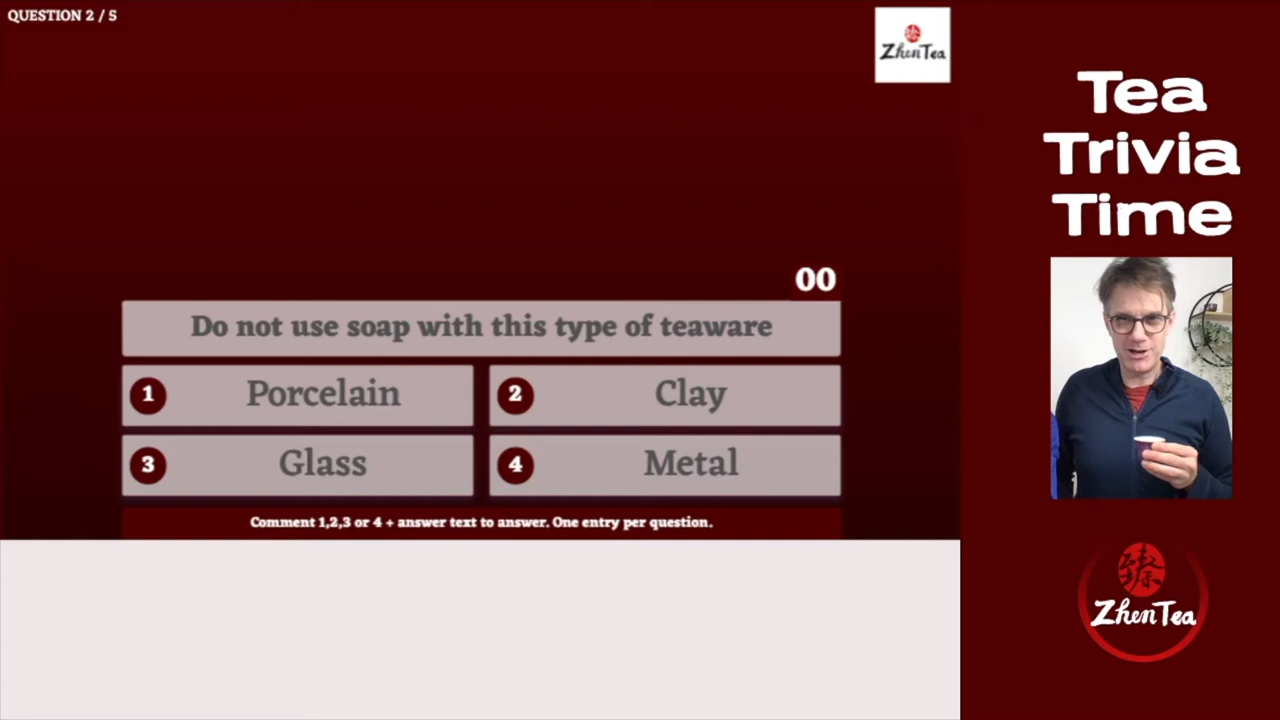 QUESTION 2 / 5
臻
ZhenTea
00
Do not use soap with this type of teaware
1 Porcelain
2 Clay
3 Glass
4 Metal
Comment 1,2,3 or 4 + answer text to answer. One entry per question.
Tea
Trivia
Time
臻
ZhenTea